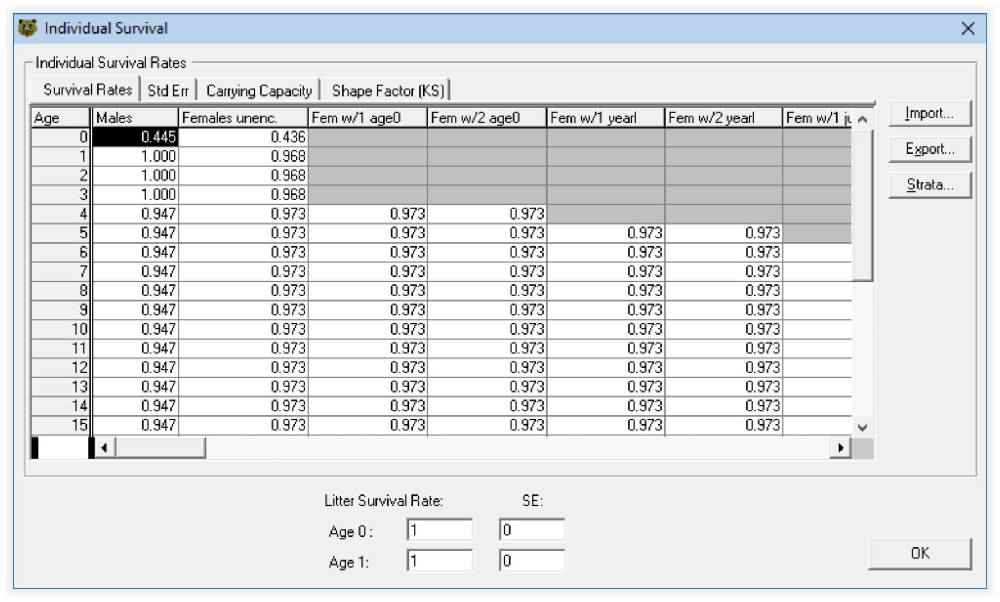 Individual Survival
Individual Survival Rates
Survival Rates Std Err Carrying Capacity Shape Factor (KS)
Age Males Females unenc. Fem w/1 age0 Fem w/2 age0 Fem w/1 yearl Fem w/2 yearl Fem w/1 ju
0 0.445 0.436
1 1.000 0.968
2 1.000 0.968
3 1.000 0.968
4 0.947 0.973 0.973 0.973
5 0.947 0.973 0.973 0.973 0.973 0.973
6 0.947 0.973 0.973 0.973 0.973 0.973
7 0.947 0.973 0.973 0.973 0.973 0.973
8 0.947 0.973 0.973 0.973 0.973 0.973
9 0.947 0.973 0.973 0.973 0.973 0.973
10 0.947 0.973 0.973 0.973 0.973 0.973
11 0.947 0.973 0.973 0.973 0.973 0.973
12 0.947 0.973 0.973 0.973 0.973 0.973
13 0.947 0.973 0.973 0.973 0.973 0.973
14 0.947 0.973 0.973 0.973 0.973 0.973
15 0.947 0.973 0.973 0.973 0.973 0.973
Import...
Export...
Strata...
Litter Survival Rate: SE:
Age 0 : 1 0
Age 1: 1 0
OK